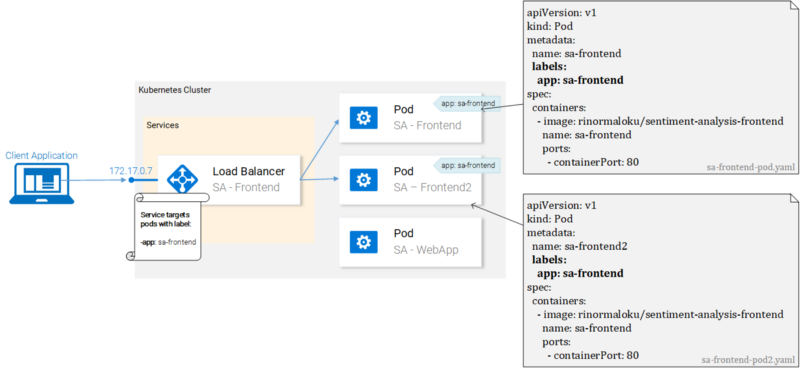 Client Application
172.17.0.7
Kubernetes Cluster
Services
Load Balancer
SA - Frontend
Service targets
pods with label:
-app: sa-frontend
app: sa-frontend
Pod
SA - Frontend
app: sa-frontend
Pod
SA – Frontend2
Pod
SA - WebApp
apiVersion: v1
kind: Pod
metadata:
name: sa-frontend
labels:
app: sa-frontend
spec:
containers:
- image: rinormaloku/sentiment-analysis-frontend
name: sa-frontend
ports:
- containerPort: 80
sa-frontend-pod.yaml
apiVersion: v1
kind: Pod
metadata:
name: sa-frontend2
labels:
app: sa-frontend
spec:
containers:
- image: rinormaloku/sentiment-analysis-frontend
name: sa-frontend
ports:
- containerPort: 80
sa-frontend-pod2.yaml